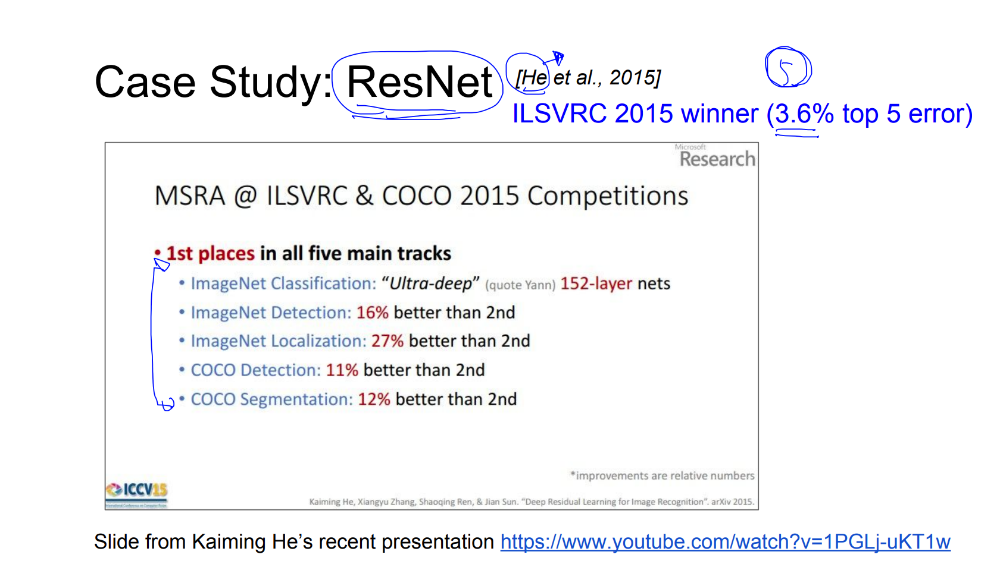 Case Study: ResNet [He et al., 2015]
5
ILSVRC 2015 winner (3.6% top 5 error)
Microsoft
Research
MSRA @ ILSVRC & COCO 2015 Competitions
• 1st places in all five main tracks
• ImageNet Classification: “Ultra-deep” (quote Yann) 152-layer nets
• ImageNet Detection: 16% better than 2nd
• ImageNet Localization: 27% better than 2nd
• COCO Detection: 11% better than 2nd
• COCO Segmentation: 12% better than 2nd
*improvements are relative numbers
ICCV15
International Conference on Computer Vision
Kaiming He, Xiangyu Zhang, Shaoqing Ren, & Jian Sun. “Deep Residual Learning for Image Recognition”. arXiv 2015.
Slide from Kaiming He’s recent presentation https://www.youtube.com/watch?v=1PGLj-uKT1w